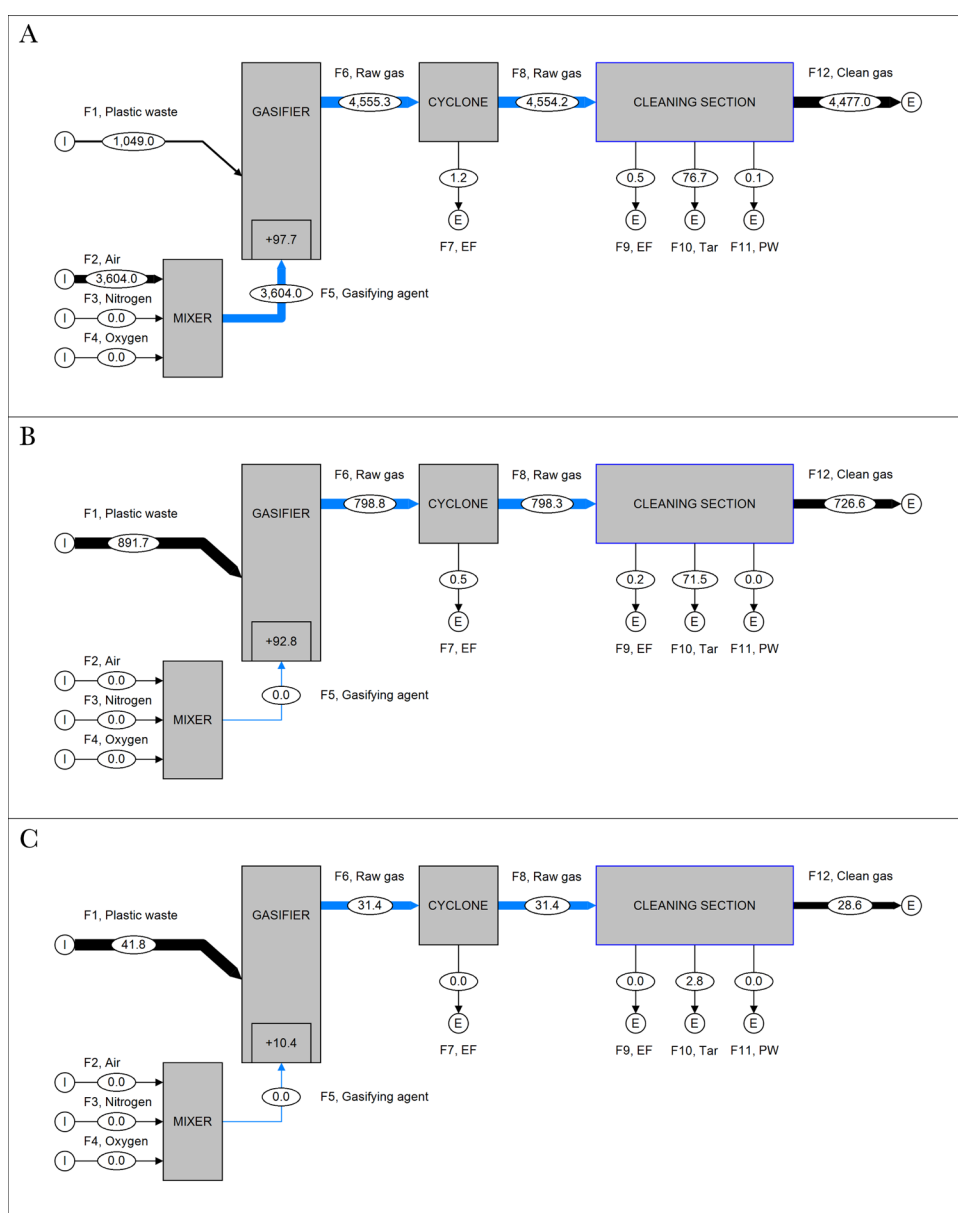 A
F6, Raw gas
F8, Raw gas
F12, Clean gas
4,555.3
4,554.2
4,477.0
E
GASIFIER
CYCLONE
CLEANING SECTION
F1, Plastic waste
I
1,049.0
1.2
0.5
76.7
0.1
E
E
E
E
+97.7
F7, EF
F9, EF
F10, Tar
F11, PW
F2, Air
I
3,604.0
3,604.0
F5, Gasifying agent
F3, Nitrogen
I
0.0
MIXER
F4, Oxygen
I
0.0
B
F6, Raw gas
F8, Raw gas
F12, Clean gas
798.8
798.3
726.6
E
GASIFIER
CYCLONE
CLEANING SECTION
F1, Plastic waste
I
891.7
0.5
0.2
71.5
0.0
E
E
E
E
+92.8
F7, EF
F9, EF
F10, Tar
F11, PW
F2, Air
I
0.0
0.0
F5, Gasifying agent
F3, Nitrogen
I
0.0
MIXER
F4, Oxygen
I
0.0
C
F6, Raw gas
F8, Raw gas
F12, Clean gas
31.4
31.4
28.6
E
GASIFIER
CYCLONE
CLEANING SECTION
F1, Plastic waste
I
41.8
0.0
0.0
2.8
0.0
E
E
E
E
+10.4
F7, EF
F9, EF
F10, Tar
F11, PW
F2, Air
I
0.0
0.0
F5, Gasifying agent
F3, Nitrogen
I
0.0
MIXER
F4, Oxygen
I
0.0